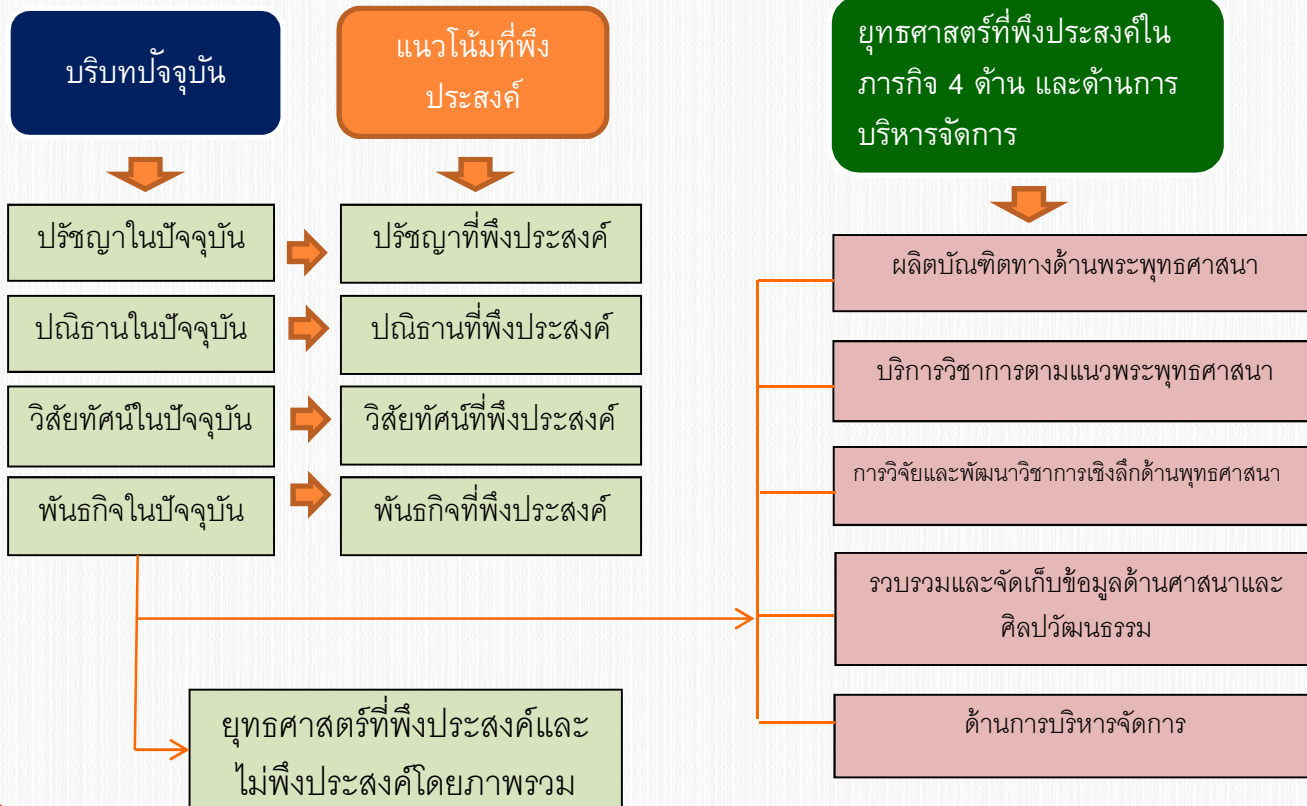 บริบทปัจจุบัน
แนวโน้มที่พึง
ประสงค์
ยุทธศาสตร์ที่พึงประสงค์ใน
ภารกิจ 4 ด้าน และด้านการ
บริหารจัดการ
ปรัชญาในปัจจุบัน
ปรัชญาที่พึงประสงค์
ปณิธานในปัจจุบัน
ปณิธานที่พึงประสงค์
วิสัยทัศน์ในปัจจุบัน
วิสัยทัศน์ที่พึงประสงค์
พันธกิจในปัจจุบัน
พันธกิจที่พึงประสงค์
ยุทธศาสตร์ที่พึงประสงค์และ
ไม่พึงประสงค์โดยภาพรวม
ผลิตบัณฑิตทางด้านพระพุทธศาสนา
บริการวิชาการตามแนวพระพุทธศาสนา
การวิจัยและพัฒนาวิชาการเชิงลึกด้านพุทธศาสนา
รวบรวมและจัดเก็บข้อมูลด้านศาสนาและ
ศิลปวัฒนธรรม
ด้านการบริหารจัดการ